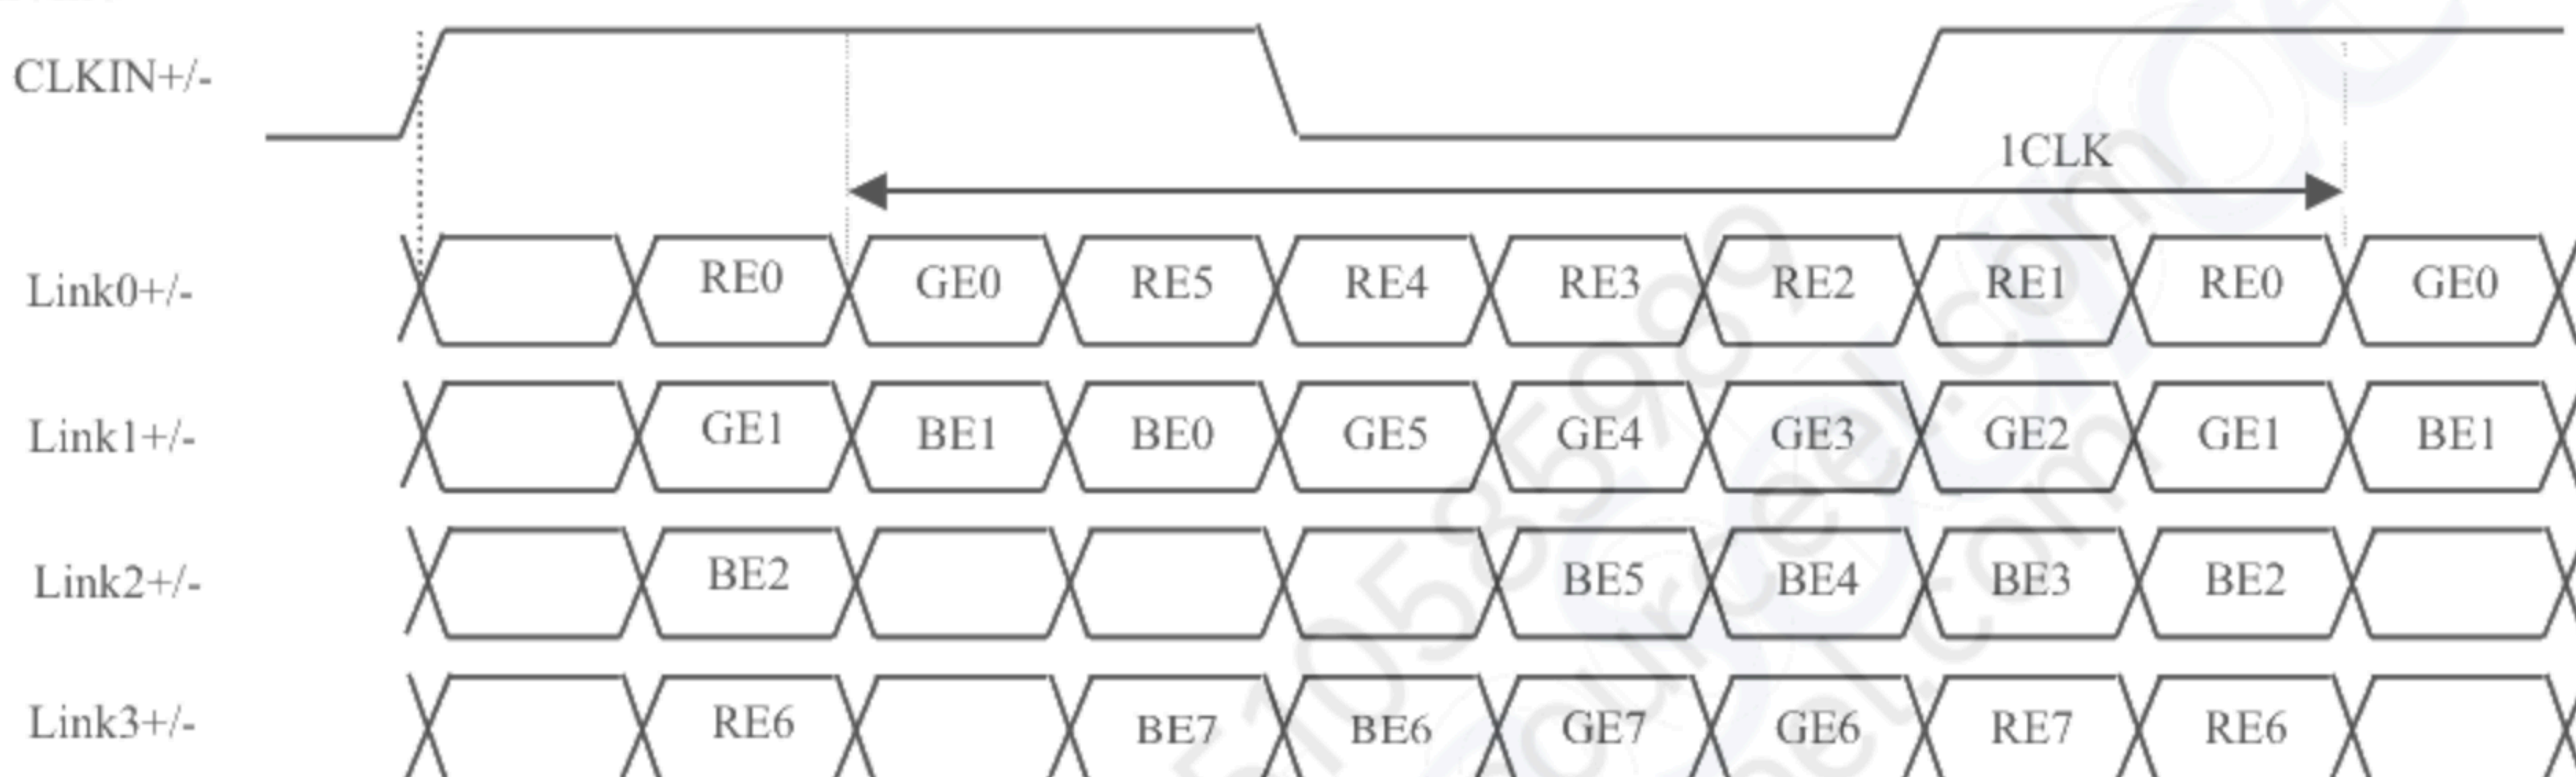 CLKIN+/-
1CLK
Link0+/- RE0 GE0 RE5 RE4 RE3 RE2 RE1 RE0 GE0
Link1+/- GE1 BE1 BE0 GE5 GE4 GE3 GE2 GE1 BE1
Link2+/- BE2 BE5 BE4 BE3 BE2
Link3+/- RE6 BE7 BE6 GE7 GE6 RE7 RE6